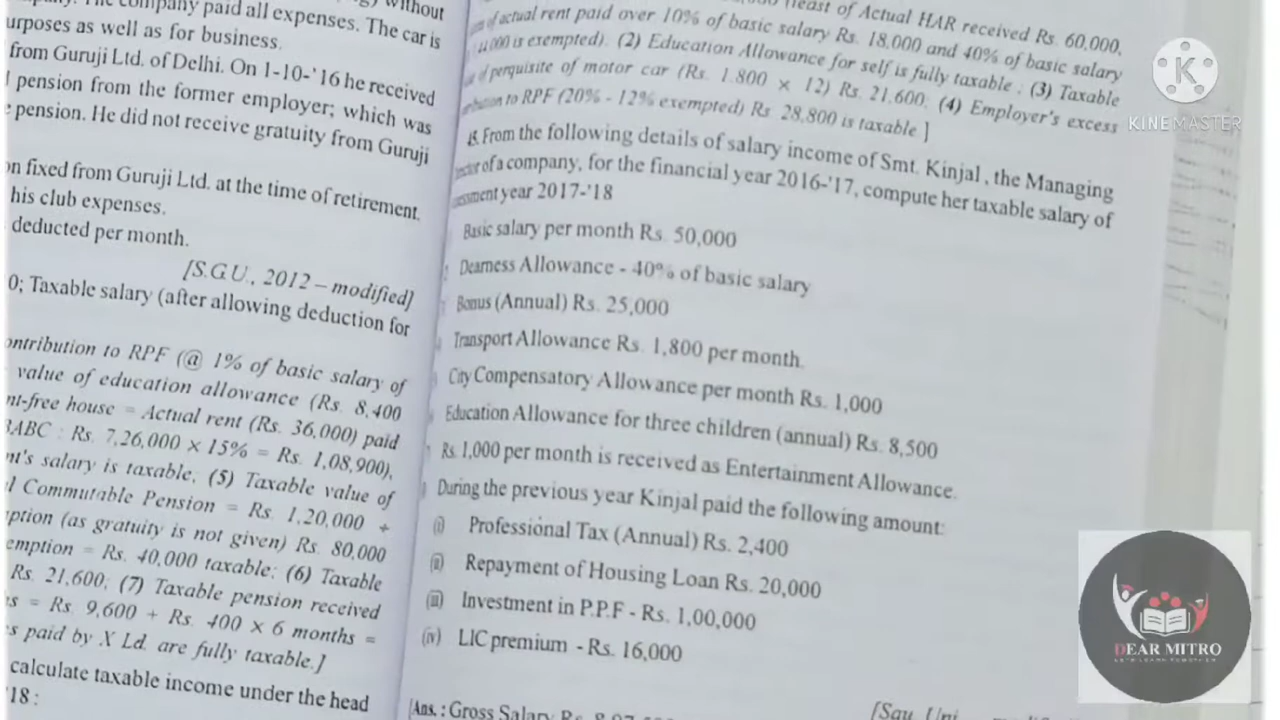 without
company paid all expenses. The car is
urposes as well as for business.
from Guruji Ltd. of Delhi. On 1-10-'16 he received
pension from the former employer; which was
pension. He did not receive gratuity from Guruji
on fixed from Guruji Ltd. at the time of retirement.
his club expenses.
deducted per month.
[S.G.U., 2012 – modified]
0; Taxable salary (after allowing deduction for
ontribution to RPF (@ 1% of basic salary of
value of education allowance (Rs. 8,400
nt-free house = Actual rent (Rs. 36,000) paid
ABC : Rs. 7,26,000 × 15% = Rs. 1,08,900),
nt's salary is taxable; (5) Taxable value of
Commutable Pension = Rs. 1,20,000 +
ption (as gratuity is not given) Rs. 80,000
emption = Rs. 40,000 taxable; (6) Taxable
Rs. 21,600; (7) Taxable pension received
s = Rs. 9,600 + Rs. 400 × 6 months =
s paid by X Ld. are fully taxable.]
calculate taxable income under the head
'18 :
least of Actual HAR received Rs. 60,000,
of actual rent paid over 10% of basic salary Rs. 18,000 and 40% of basic salary
is exempted). (2) Education Allowance for self is fully taxable ; (3) Taxable
of perquisite of motor car (Rs. 1.800 × 12) Rs. 21,600; (4) Employer's excess
to RPF (20% - 12% exempted) Rs. 28,800 is taxable ]
From the following details of salary income of Smt. Kinjal , the Managing
of a company, for the financial year 2016-'17, compute her taxable salary of
year 2017-'18
Basic salary per month Rs. 50,000
Dearness Allowance - 40% of basic salary
Bonus (Annual) Rs. 25,000
Transport Allowance Rs. 1,800 per month.
City Compensatory Allowance per month Rs. 1,000
Education Allowance for three children (annual) Rs. 8,500
Rs. 1,000 per month is received as Entertainment Allowance.
During the previous year Kinjal paid the following amount:
(i) Professional Tax (Annual) Rs. 2,400
(ii) Repayment of Housing Loan Rs. 20,000
(iii) Investment in P.P.F - Rs. 1,00,000
(iv) LIC premium - Rs. 16,000
[Ans. : Gross Salary Rs.
[Sau. Uni.
K
KINEMASTER
DEAR MITRO